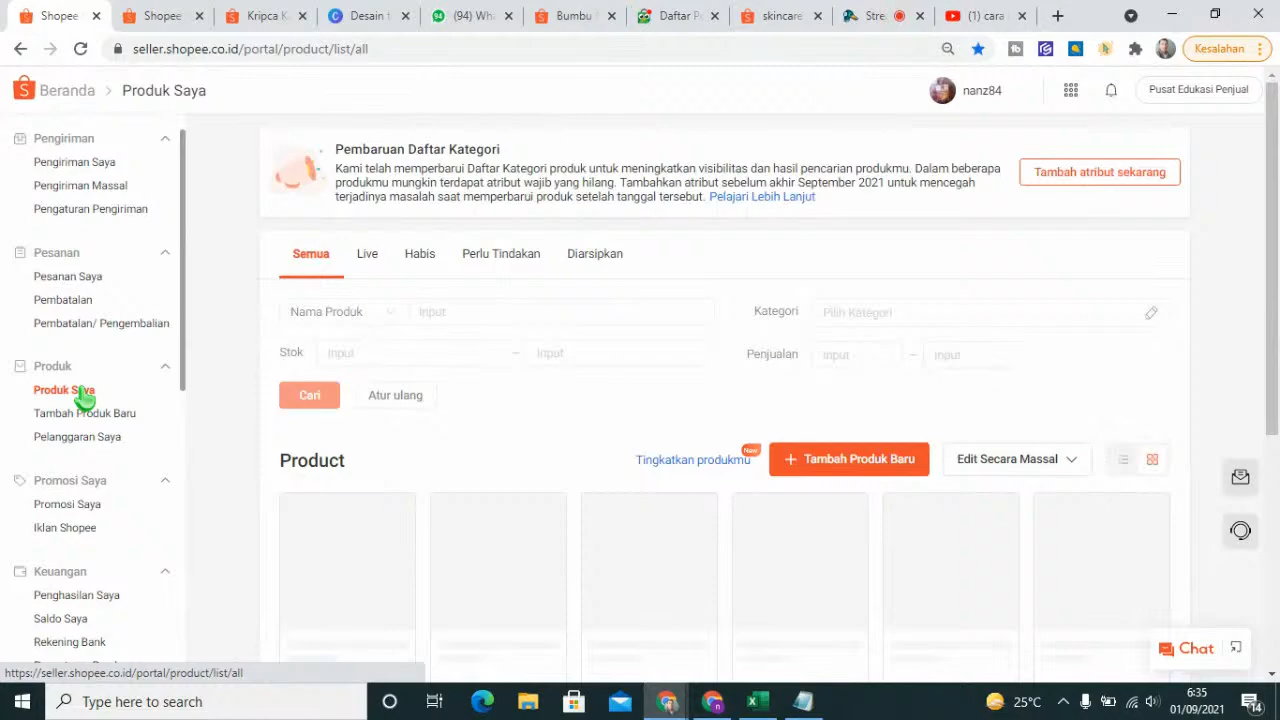 Shopee
Shopee
Kripca K
Desain t
(94) Wh
Bumbu
Daftar P
skincare
Stre
(1) cara
seller.shopee.co.id/portal/product/list/all
Kesalahan
Beranda > Produk Saya
nanz84
Pusat Edukasi Penjual
Pengiriman
Pengiriman Saya
Pengiriman Massal
Pengaturan Pengiriman
Pesanan
Pesanan Saya
Pembatalan
Pembatalan/ Pengembalian
Produk
Produk Saya
Tambah Produk Baru
Pelanggaran Saya
Promosi Saya
Promosi Saya
Iklan Shopee
Keuangan
Penghasilan Saya
Saldo Saya
Rekening Bank
Pembaruan Daftar Kategori
Kami telah memperbarui Daftar Kategori produk untuk meningkatkan visibilitas dan hasil pencarian produkmu. Dalam beberapa
produkmu mungkin terdapat atribut wajib yang hilang. Tambahkan atribut sebelum akhir September 2021 untuk mencegah
terjadinya masalah saat memperbarui produk setelah tanggal tersebut. Pelajari Lebih Lanjut
Tambah atribut sekarang
Semua Live Habis Perlu Tindakan Diarsipkan
Nama Produk Input Kategori Pilih Kategori
Stok Input – Input Penjualan Input – Input
Cari Atur ulang
Product Tingkatkan produkmu New + Tambah Produk Baru Edit Secara Massal
Chat
https://seller.shopee.co.id/portal/product/list/all
Type here to search
25°C
6:35
01/09/2021
14